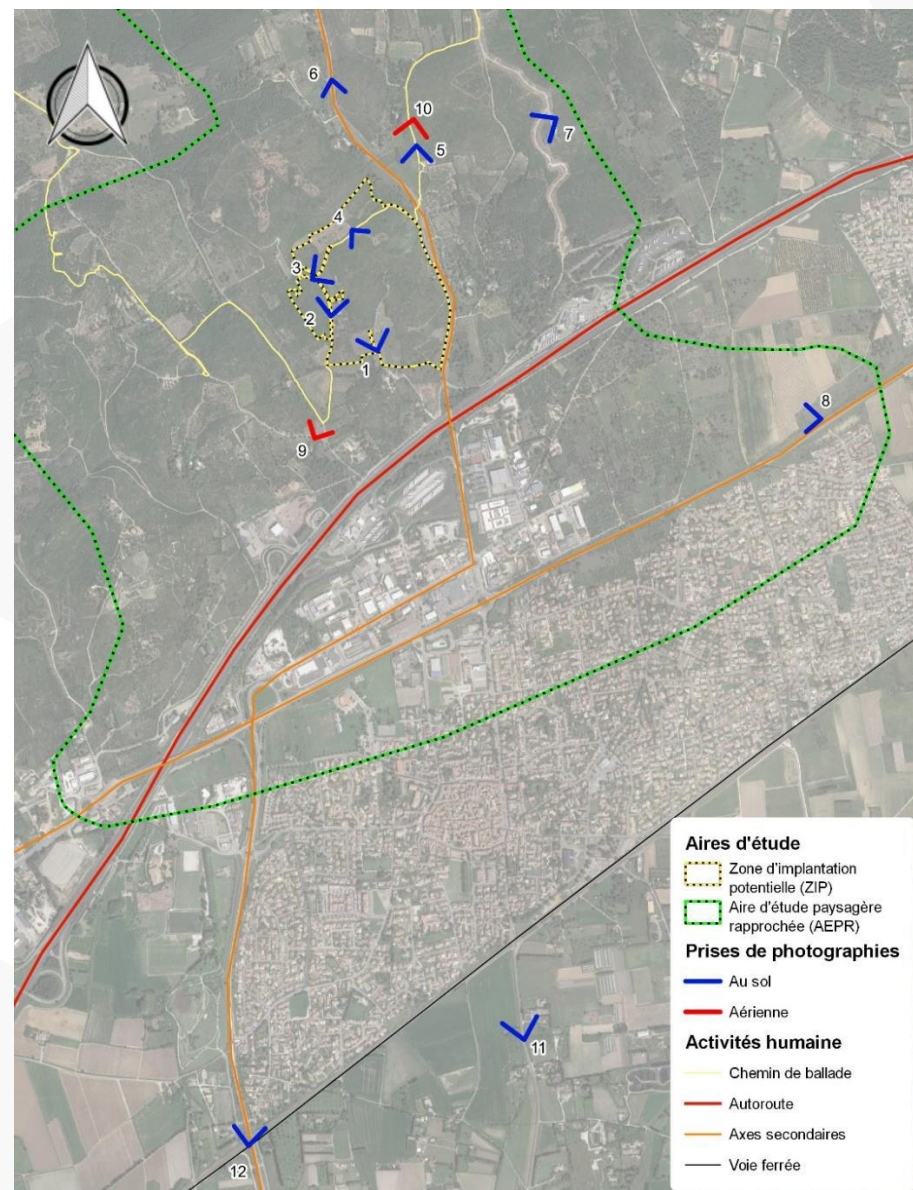 6
10
5
7
4
3
2
1
8
9
11
12
Aires d'étude
Zone d'implantation
potentielle (ZIP)
Aire d'étude paysagère
rapprochée (AEPR)
Prises de photographies
Au sol
Aérienne
Activités humaine
Chemin de ballade
Autoroute
Axes secondaires
Voie ferrée